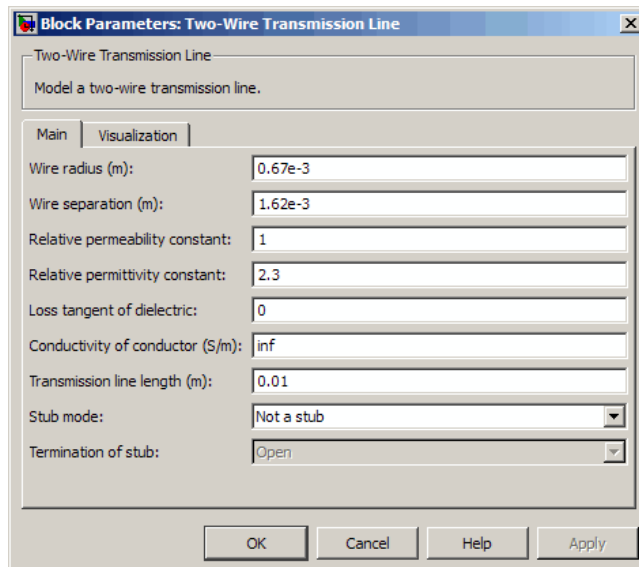 Block Parameters: Two-Wire Transmission Line
Two-Wire Transmission Line
Model a two-wire transmission line.
Main Visualization
Wire radius (m): 0.67e-3
Wire separation (m): 1.62e-3
Relative permeability constant: 1
Relative permittivity constant: 2.3
Loss tangent of dielectric: 0
Conductivity of conductor (S/m): inf
Transmission line length (m): 0.01
Stub mode: Not a stub
Termination of stub: Open
OK Cancel Help Apply